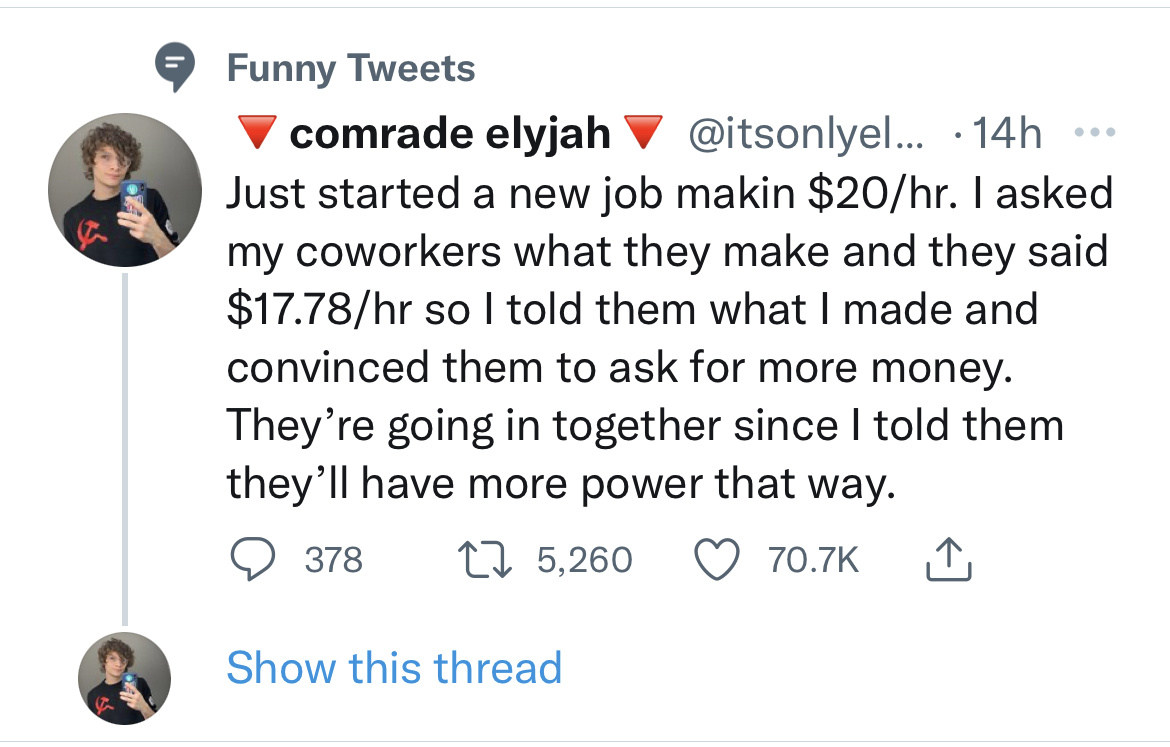 Funny Tweets
🔻 comrade elyjah 🔻 @itsonlyel... · 14h
Just started a new job makin $20/hr. I asked
my coworkers what they make and they said
$17.78/hr so I told them what I made and
convinced them to ask for more money.
They’re going in together since I told them
they’ll have more power that way.
378 5,260 70.7K
Show this thread